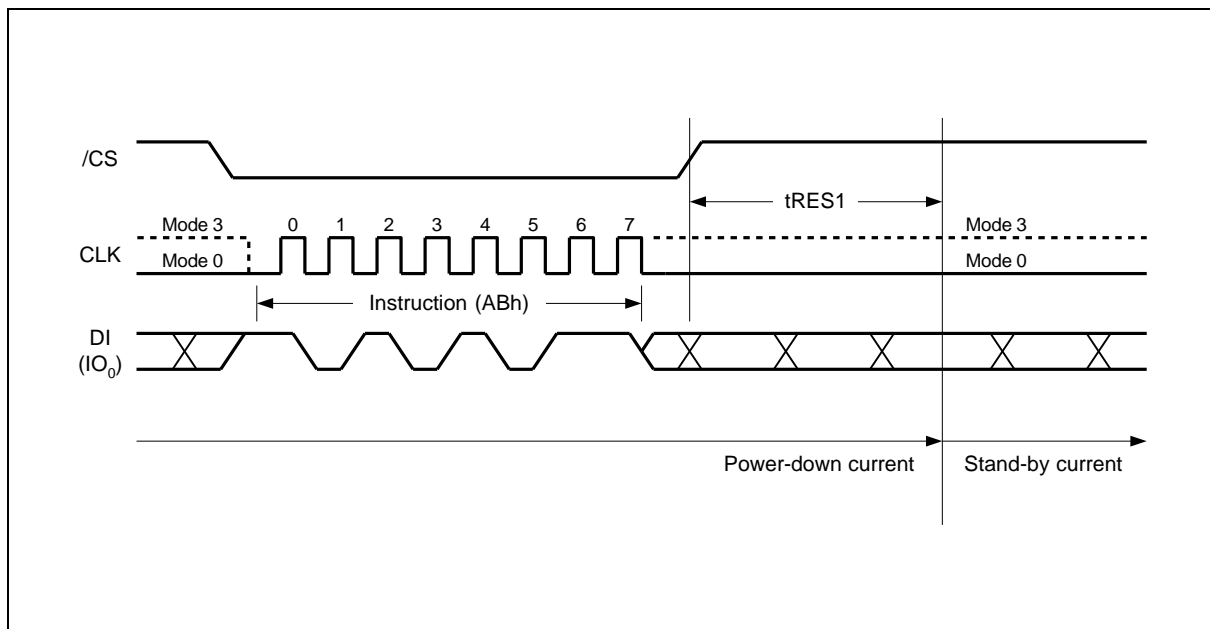 /CS
tRES1
Mode 3 0 1 2 3 4 5 6 7 Mode 3
CLK
Mode 0 Mode 0
Instruction (ABh)
DI
(IO0)
Power-down current Stand-by current